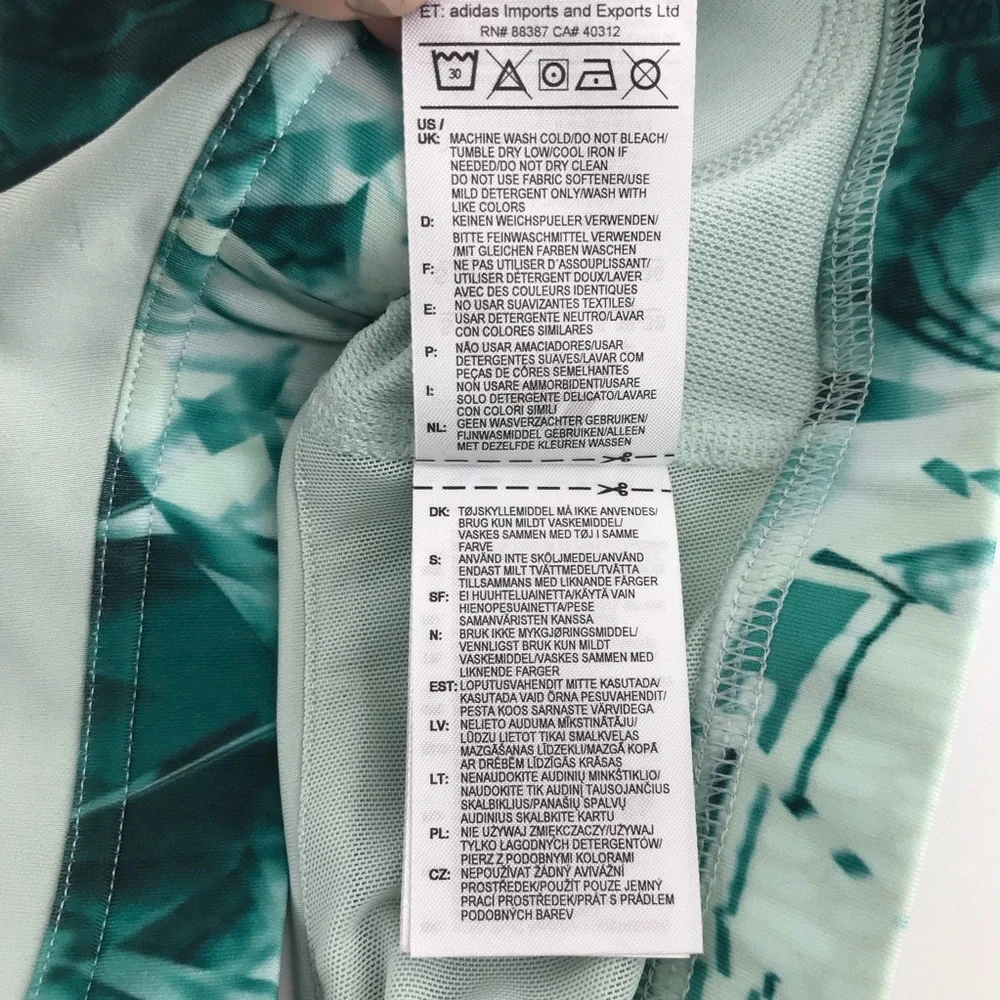 ET: adidas Imports and Exports Ltd
RN# 88387 CA# 40312
30
US /
UK: MACHINE WASH COLD/DO NOT BLEACH/
TUMBLE DRY LOW/COOL IRON IF
NEEDED/DO NOT DRY CLEAN
DO NOT USE FABRIC SOFTENER/USE
MILD DETERGENT ONLY/WASH WITH
LIKE COLORS
D: KEINEN WEICHSPUELER VERWENDEN/
BITTE FEINWASCHMITTEL VERWENDEN
/MIT GLEICHEN FARBEN WASCHEN
F: NE PAS UTILISER D'ASSOUPLISSANT/
UTILISER DÉTERGENT DOUX/LAVER
AVEC DES COULEURS IDENTIQUES
E: NO USAR SUAVIZANTES TEXTILES/
USAR DETERGENTE NEUTRO/LAVAR
CON COLORES SIMILARES
P: NÃO USAR AMACIADORES/USAR
DETERGENTES SUAVES/LAVAR COM
PEÇAS DE CÔRES SEMELHANTES
I: NON USARE AMMORBIDENTI/USARE
SOLO DETERGENTE DELICATO/LAVARE
CON COLORI SIMILI
NL: GEEN WASVERZACHTER GEBRUIKEN/
FIJNWASMIDDEL GEBRUIKEN/ALLEEN
MET DEZELFDE KLEUREN WASSEN
DK: TØJSKYLLEMIDDEL MÅ IKKE ANVENDES/
BRUG KUN MILDT VASKEMIDDEL/
VASKES SAMMEN MED TØJ I SAMME
FARVE
S: ANVÄND INTE SKÖLJMEDEL/ANVÄND
ENDAST MILT TVÄTTMEDEL/TVÄTTA
TILLSAMMANS MED LIKNANDE FÄRGER
SF: EI HUUHTELUAINETTA/KÄYTÄ VAIN
HIENOPESUAINETTA/PESE
SAMANVÄRISTEN KANSSA
N: BRUK IKKE MYKGJØRINGSMIDDEL/
VENNLIGST BRUK KUN MILDT
VASKEMIDDEL/VASKES SAMMEN MED
LIKNENDE FARGER
EST: LOPUTUSVAHENDIT MITTE KASUTADA/
KASUTADA VAID ÕRNA PESUVAHENDIT/
PESTA KOOS SARNASTE VÄRVIDEGA
LV: NELIETO AUDUMA MĪKSTINĀTĀJU/
LŪDZU LIETOT TIKAI SMALKVEĻAS
MAZGĀŠANAS LĪDZEKLI/MAZGĀ KOPĀ
AR DRĒBĒM LĪDZĪGĀS KRĀSĀS
LT: NENAUDOKITE AUDINIŲ MINKŠTIKLIO/
NAUDOKITE TIK AUDINĮ TAUSOJANČIUS
SKALBIKLIUS/PANAŠIŲ SPALVŲ
AUDINIUS SKALBKITE KARTU
PL: NIE UŻYWAJ ZMIĘKCZACZY/UŻYWAJ
TYLKO ŁAGODNYCH DETERGENTÓW/
PIERZ Z PODOBNYMI KOLORAMI
CZ: NEPOUŽÍVAT ŽÁDNÝ AVIVÁŽNÍ
PROSTŘEDEK/POUŽÍT POUZE JEMNÝ
PRACÍ PROSTŘEDEK/PRÁT S PRÁDLEM
PODOBNÝCH BAREV